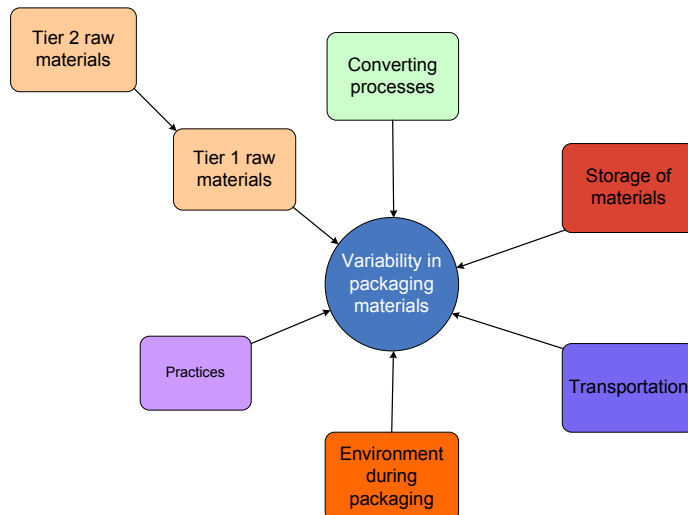 Tier 2 raw
materials
Converting
processes
Tier 1 raw
materials
Storage of
materials
Variability in
packaging
materials
Practices
Transportation
Environment
during
packaging